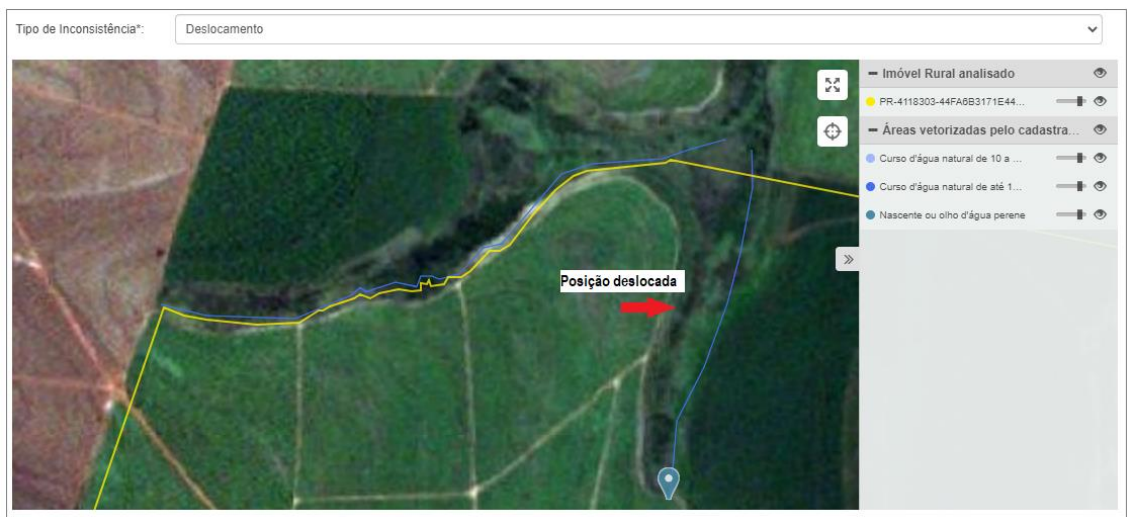 Tipo de Inconsistência*:
Deslocamento
Imóvel Rural analisado
PR-4118303-44FA6B3171E44...
Áreas vetorizadas pelo cadastra...
Curso d'água natural de 10 a ...
Curso d'água natural de até 1...
Nascente ou olho d'água perene
Posição deslocada